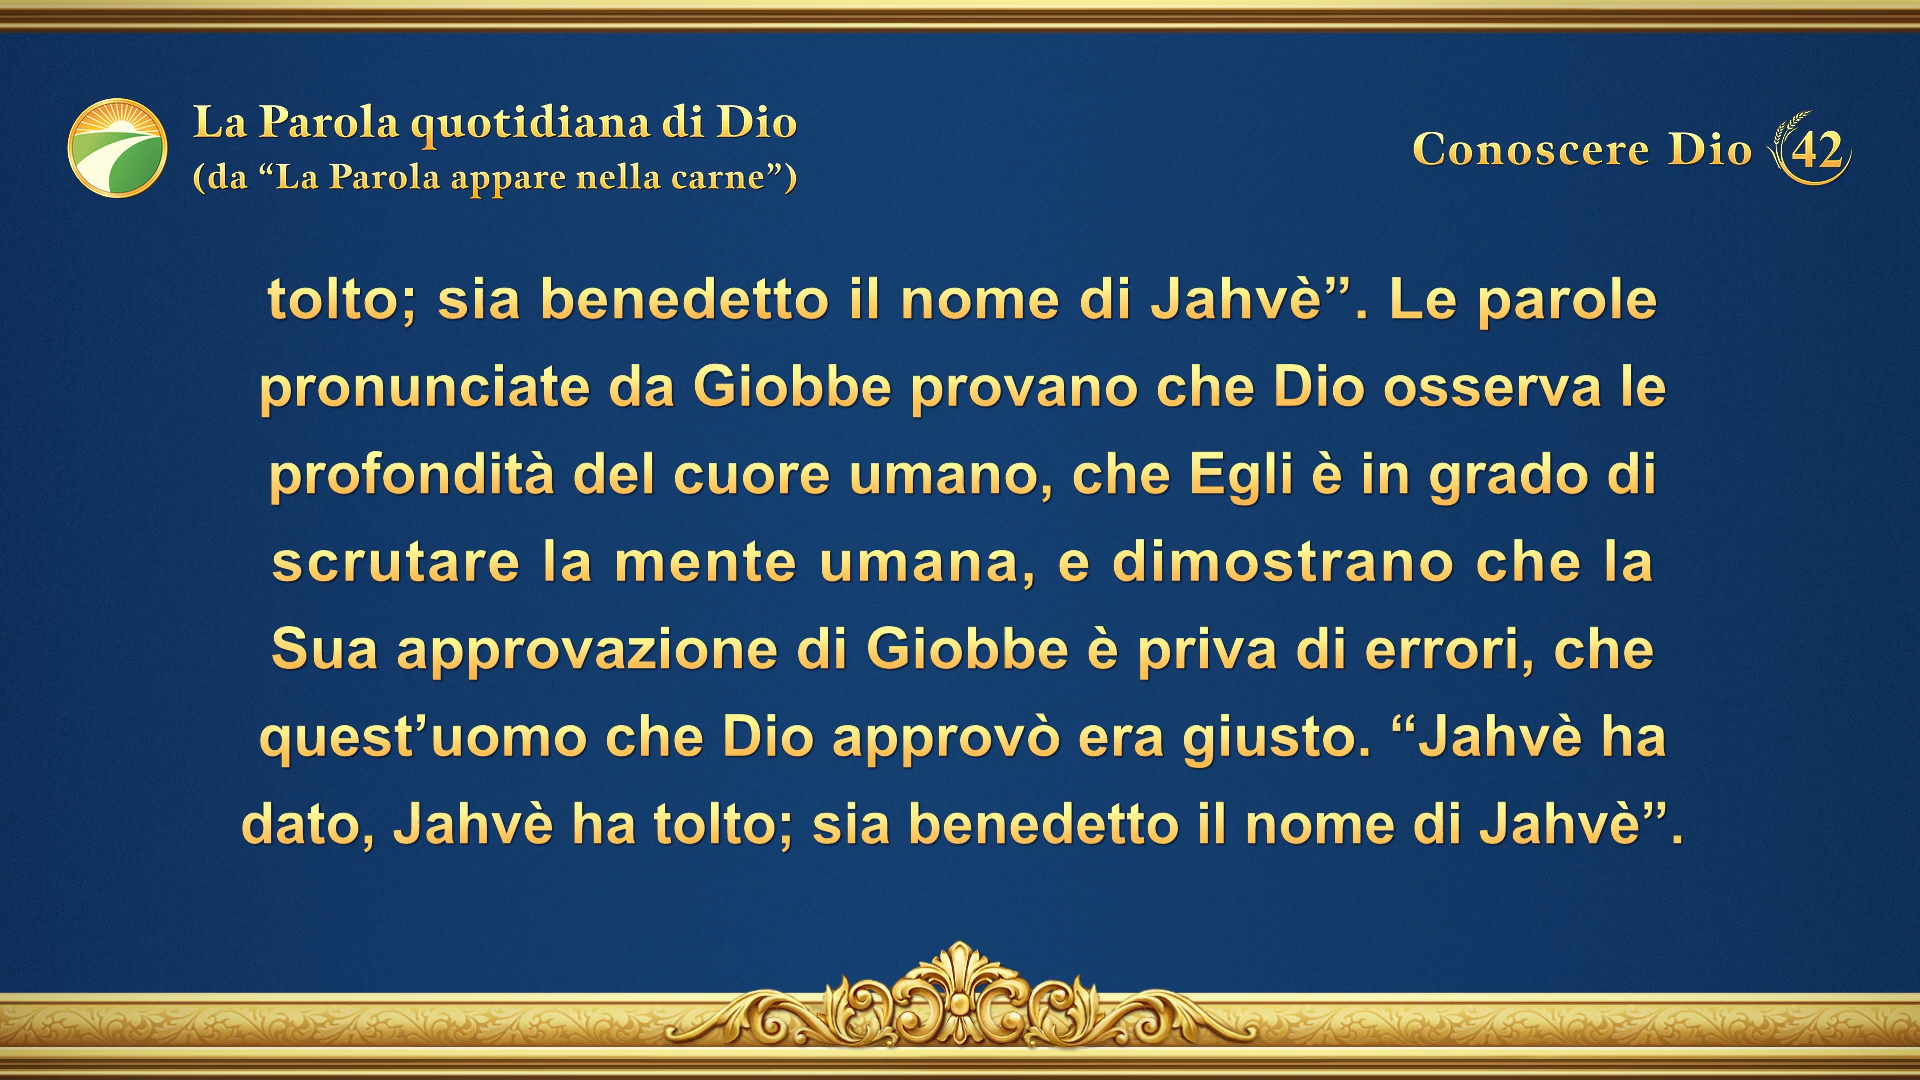 La Parola quotidiana di Dio
(da “La Parola appare nella carne”)
Conoscere Dio 42
tolto; sia benedetto il nome di Jahvè”. Le parole
pronunciate da Giobbe provano che Dio osserva le
profondità del cuore umano, che Egli è in grado di
scrutare la mente umana, e dimostrano che la
Sua approvazione di Giobbe è priva di errori, che
quest’uomo che Dio approvò era giusto. “Jahvè ha
dato, Jahvè ha tolto; sia benedetto il nome di Jahvè”.